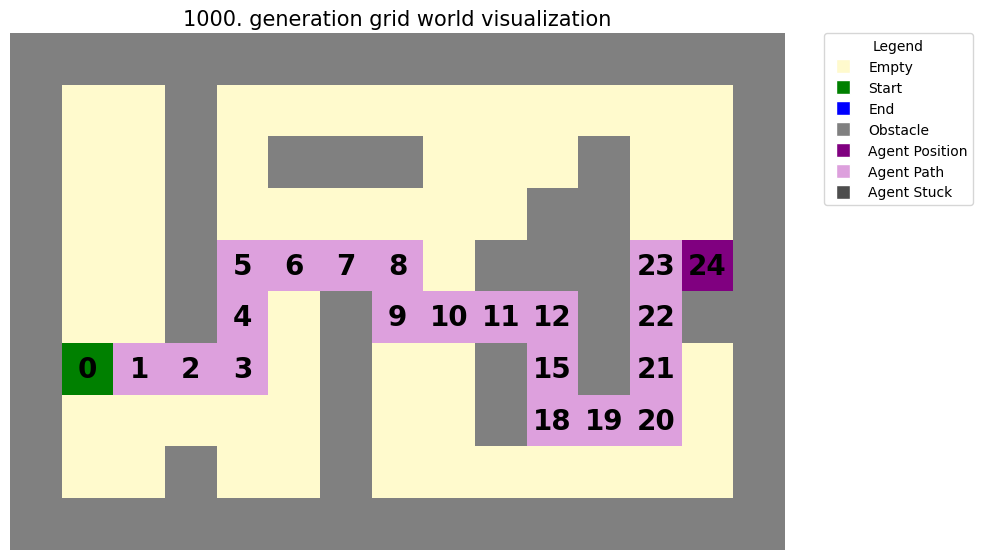 1000. generation grid world visualization
Legend
Empty
Start
End
Obstacle
Agent Position
Agent Path
Agent Stuck
5 6 7 8 23 24
4 9 10 11 12 22
0 1 2 3 15 21
18 19 20